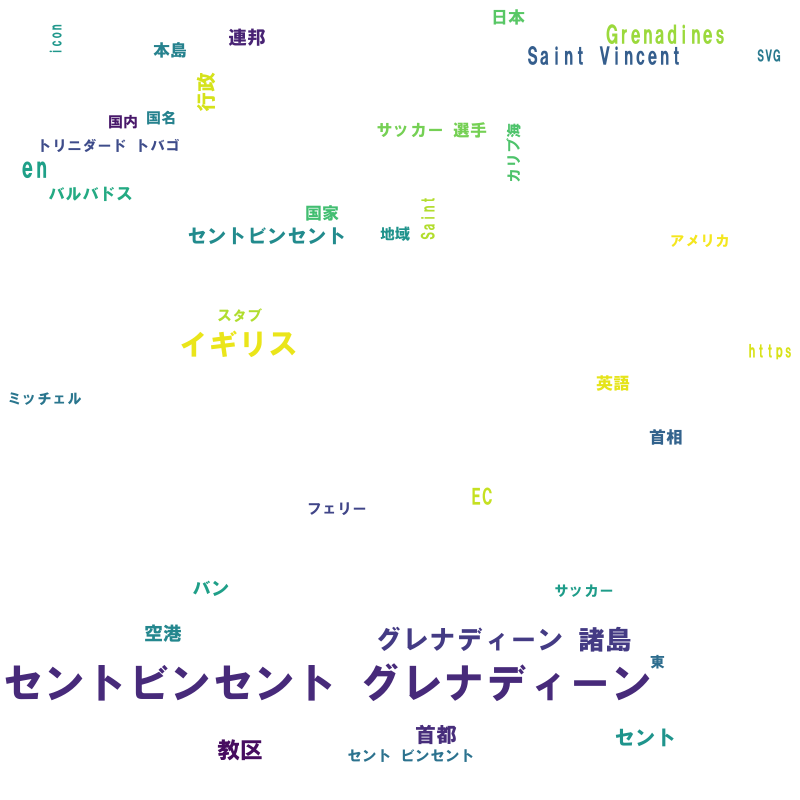 日本
icon
Grenadines
連邦
本島
Saint Vincent
SVG
行政
国内
国名
サッカー 選手
トリニダード トバゴ
カリブ海
en
バルバドス
国家
Saint
セントビンセント
地域
アメリカ
スタブ
イギリス
https
英語
ミッチェル
首相
EC
フェリー
バン
サッカー
空港
グレナディーン 諸島
東
セントビンセント グレナディーン
首都
セント
教区
セント ビンセント